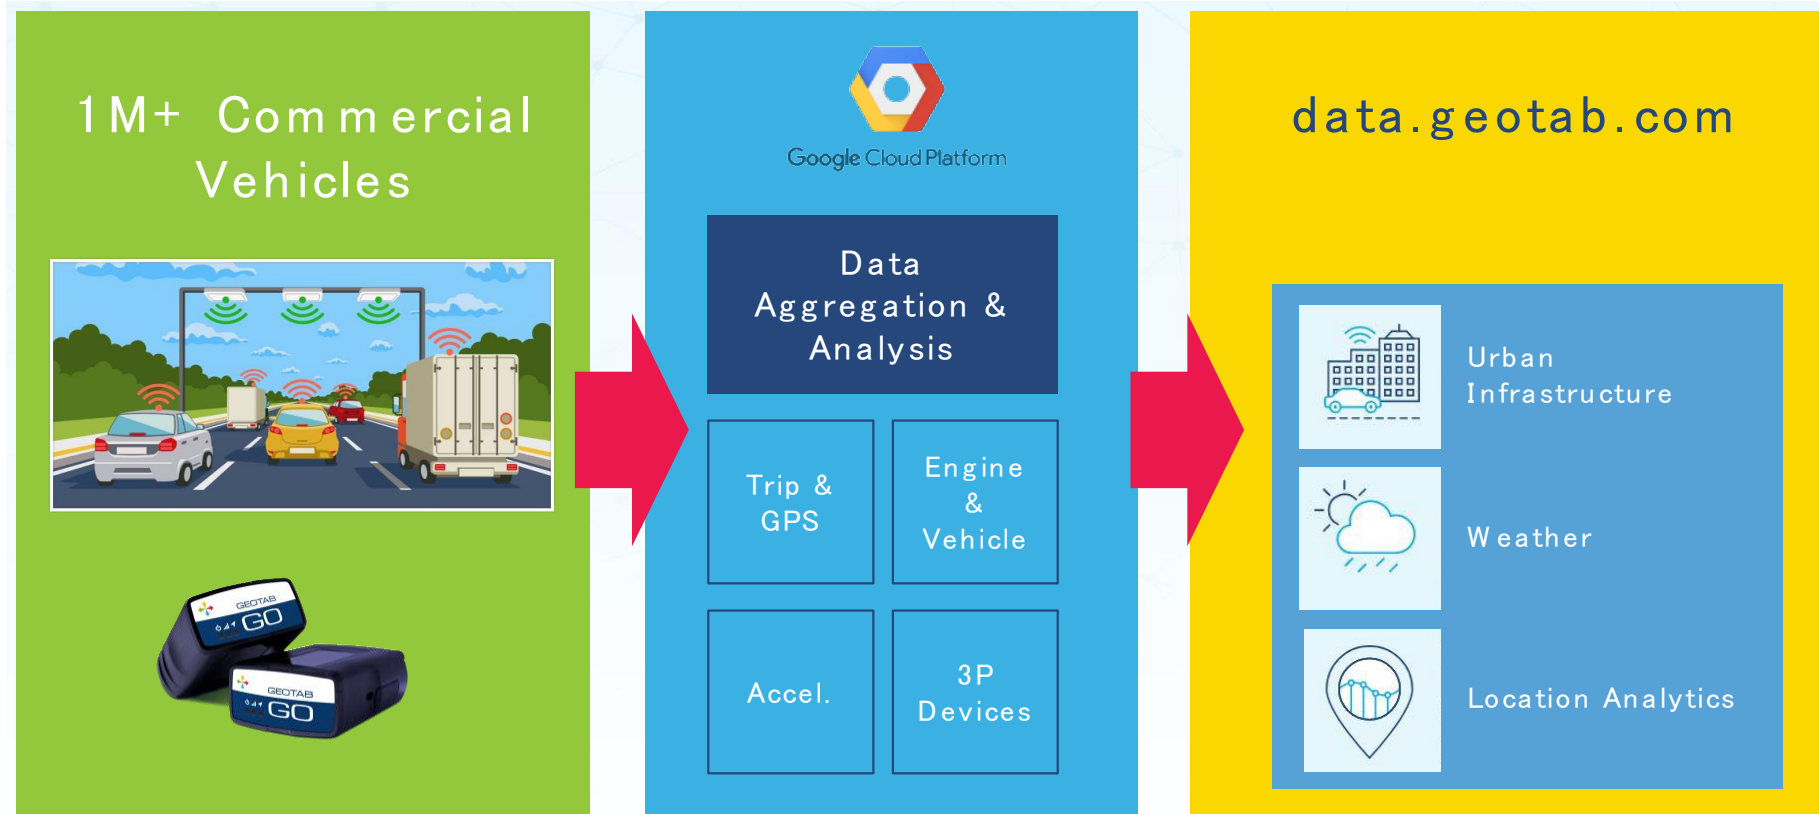 1M+ Commercial
Vehicles
GEOTAB
GO
GEOTAB
GO
Google Cloud Platform
Data
Aggregation &
Analysis
Trip &
GPS
Engine
&
Vehicle
Accel.
3P
Devices
data.geotab.com
Urban
Infrastructure
Weather
Location Analytics